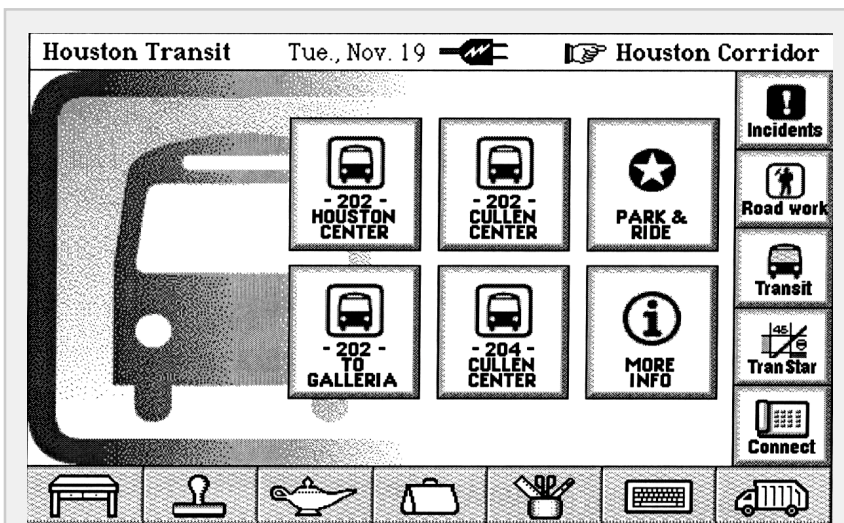 Houston Transit
Tue., Nov. 19
Houston Corridor
- 202 -
HOUSTON
CENTER
- 202 -
CULLEN
CENTER
PARK &
RIDE
- 202 -
TO
GALLERIA
- 204 -
CULLEN
CENTER
MORE
INFO
Incidents
Road work
Transit
45
TranStar
Connect